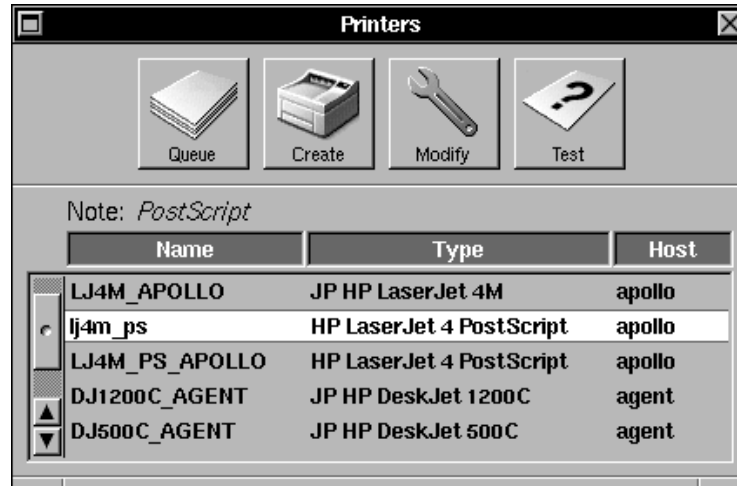 Printers
Queue Create Modify Test
Note: PostScript
Name Type Host
LJ4M_APOLLO JP HP LaserJet 4M apollo
lj4m_ps HP LaserJet 4 PostScript apollo
LJ4M_PS_APOLLO HP LaserJet 4 PostScript apollo
DJ1200C_AGENT JP HP DeskJet 1200C agent
DJ500C_AGENT JP HP DeskJet 500C agent